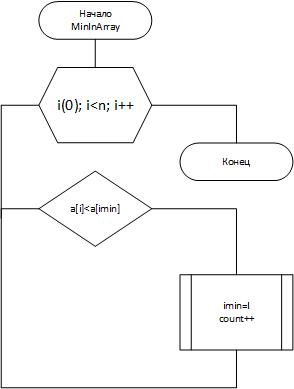 Начало
MinInArray
i(0); i<n; i++
Конец
a[i]<a[imin]
imin=I
count++